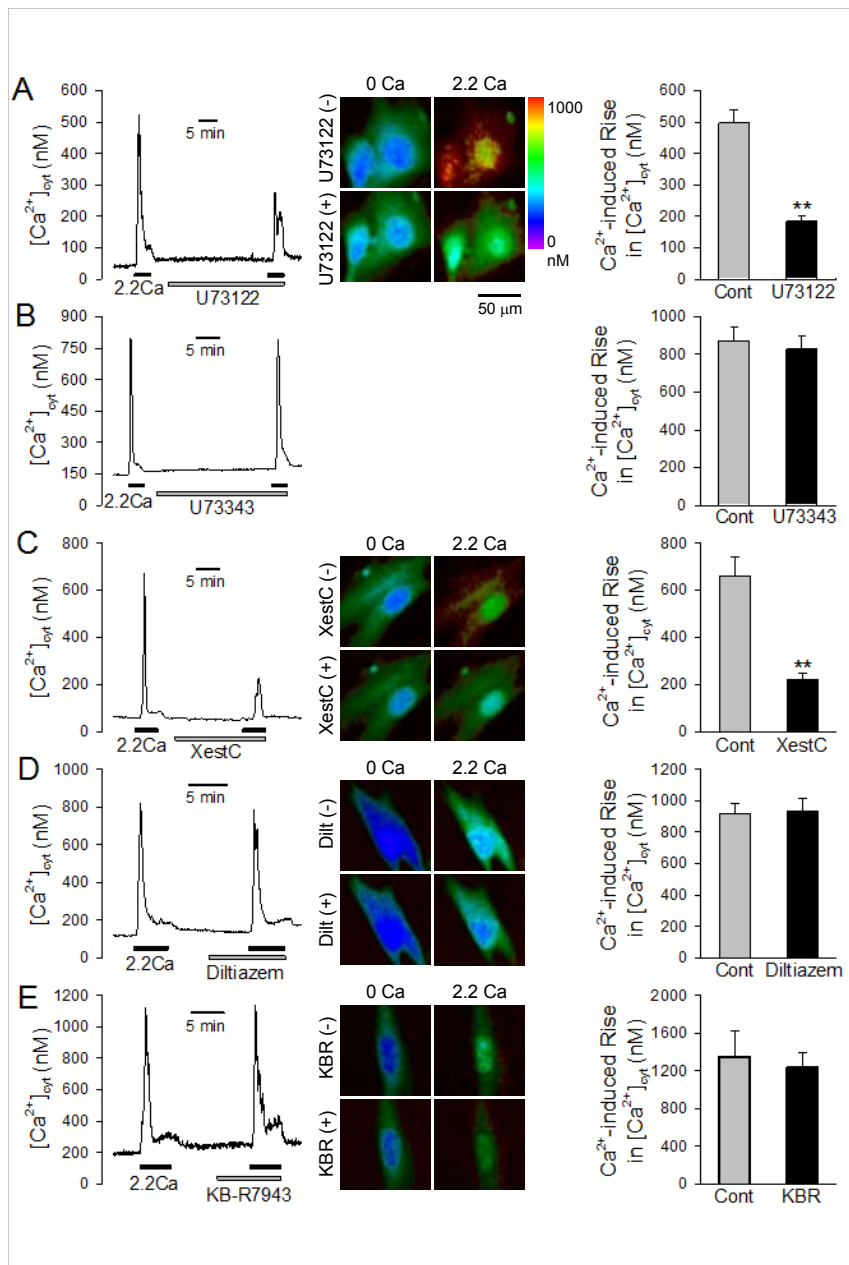 A
[Ca²⁺]cyt (nM)
600
500
400
300
200
100
0
5 min
2.2Ca
U73122
0 Ca
2.2 Ca
U73122 (-)
U73122 (+)
1000
0
nM
50 μm
Ca²⁺-induced Rise
in [Ca²⁺]cyt (nM)
600
500
400
300
200
100
0
**
Cont
U73122
B
[Ca²⁺]cyt (nM)
900
750
600
450
300
150
0
5 min
2.2Ca
U73343
Ca²⁺-induced Rise
in [Ca²⁺]cyt (nM)
1000
800
600
400
200
0
Cont
U73343
C
[Ca²⁺]cyt (nM)
800
600
400
200
0
5 min
2.2Ca
XestC
0 Ca
2.2 Ca
XestC (-)
XestC (+)
Ca²⁺-induced Rise
in [Ca²⁺]cyt (nM)
800
600
400
200
0
**
Cont
XestC
D
[Ca²⁺]cyt (nM)
1000
800
600
400
200
0
5 min
2.2Ca
Diltiazem
0 Ca
2.2 Ca
Dilt (-)
Dilt (+)
Ca²⁺-induced Rise
in [Ca²⁺]cyt (nM)
1200
1000
800
600
400
200
0
Cont
Diltiazem
E
[Ca²⁺]cyt (nM)
1200
1000
800
600
400
200
0
5 min
2.2Ca
KB-R7943
0 Ca
2.2 Ca
KBR (-)
KBR (+)
Ca²⁺-induced Rise
in [Ca²⁺]cyt (nM)
2000
1600
1200
800
400
0
Cont
KBR